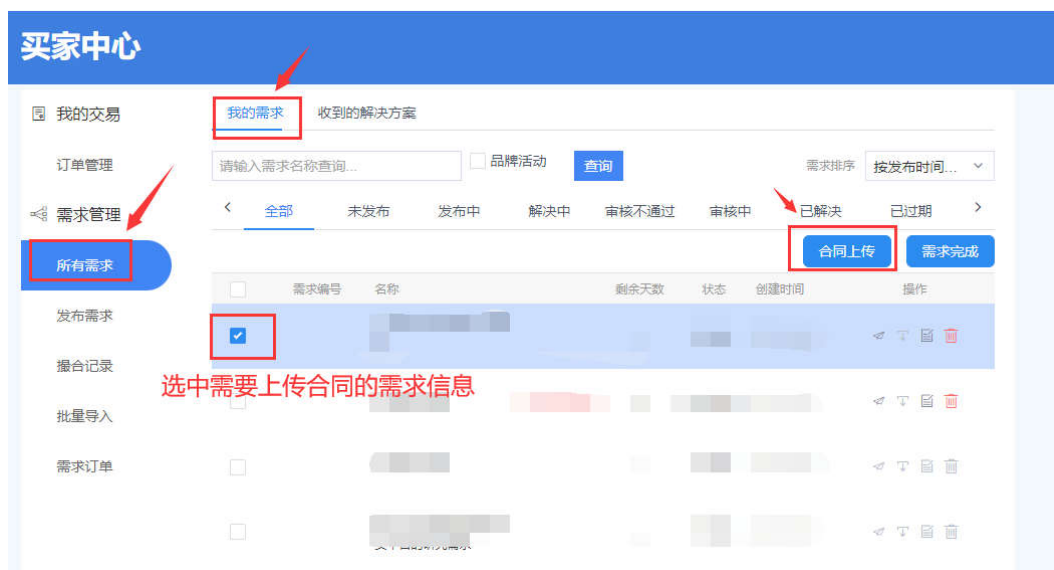 买家中心
我的交易
订单管理
需求管理
所有需求
发布需求
撮合记录
批量导入
需求订单
我的需求 收到的解决方案
请输入需求名称查询... 品牌活动 查询 需求排序 按发布时间...
全部 未发布 发布中 解决中 审核不通过 审核中 已解决 已过期
合同上传 需求完成
需求编号 名称 剩余天数 状态 创建时间 操作
选中需要上传合同的需求信息